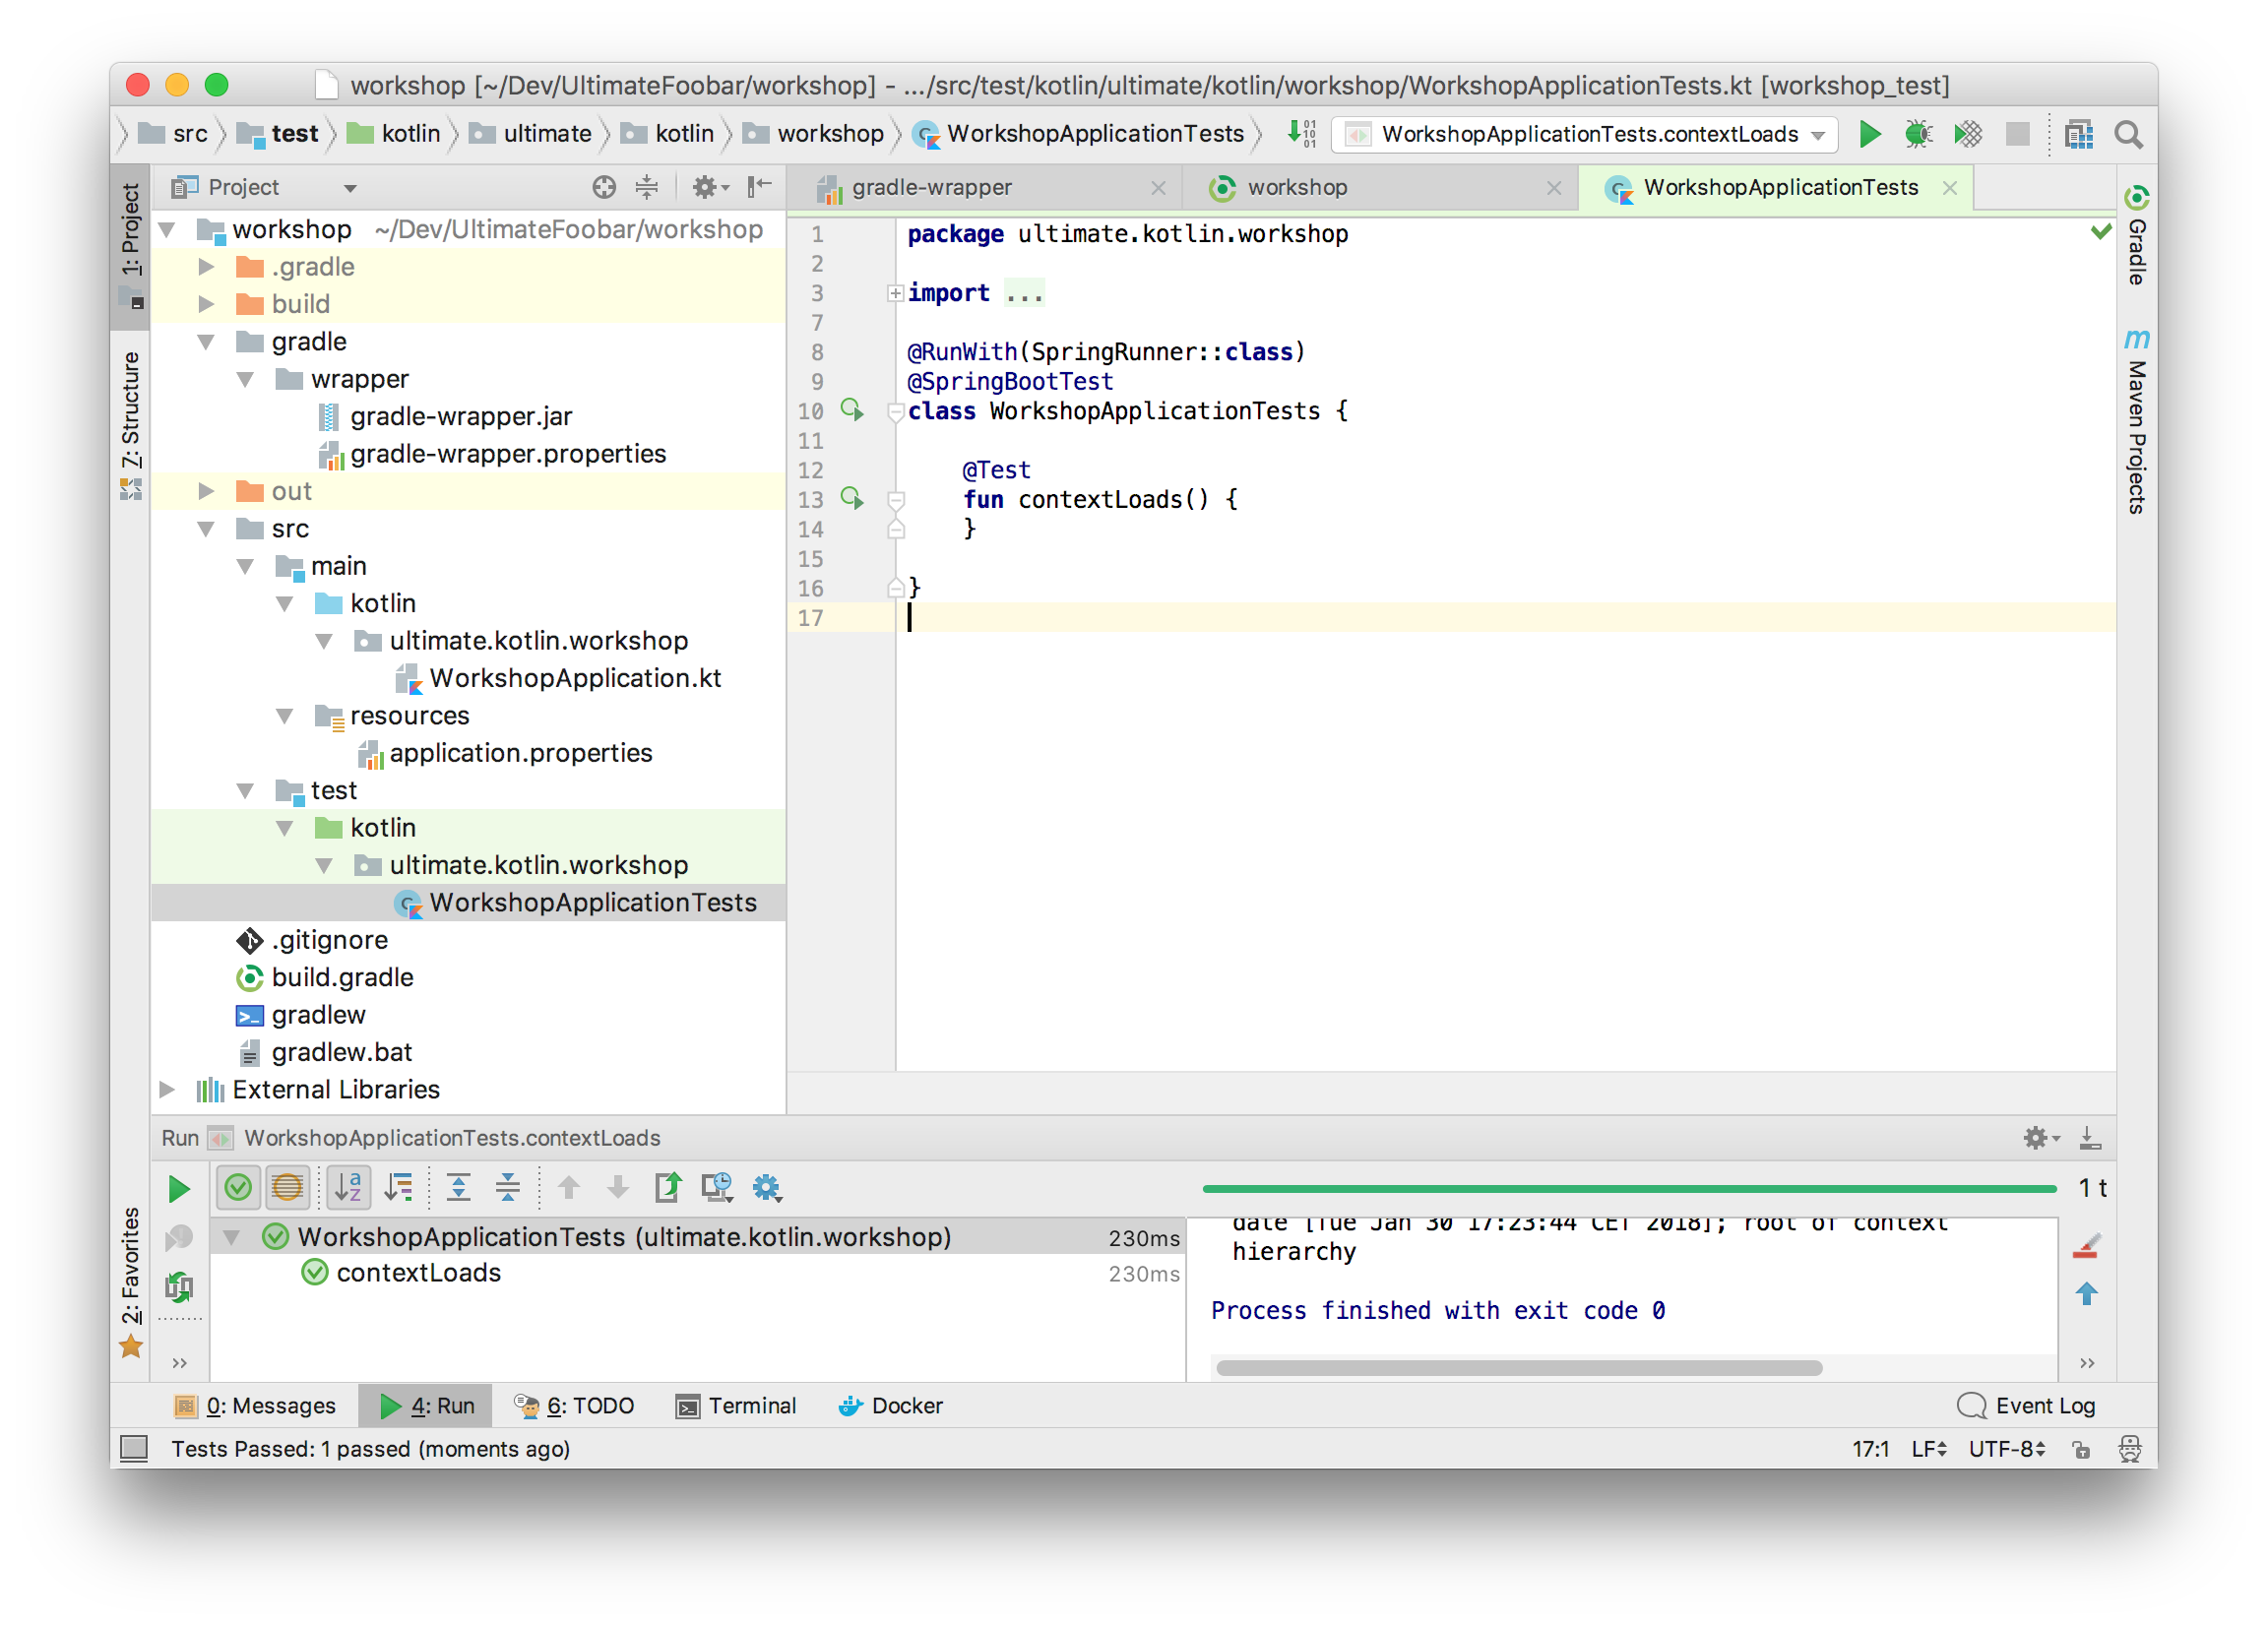 workshop [~/Dev/UltimateFoobar/workshop] - .../src/test/kotlin/ultimate/kotlin/workshop/WorkshopApplicationTests.kt [workshop_test]
src test kotlin ultimate kotlin workshop WorkshopApplicationTests WorkshopApplicationTests.contextLoads
1: Project
7: Structure
2: Favorites
Project
workshop ~/Dev/UltimateFoobar/workshop
.gradle
build
gradle
wrapper
gradle-wrapper.jar
gradle-wrapper.properties
out
src
main
kotlin
ultimate.kotlin.workshop
WorkshopApplication.kt
resources
application.properties
test
kotlin
ultimate.kotlin.workshop
WorkshopApplicationTests
.gitignore
build.gradle
gradlew
gradlew.bat
External Libraries
gradle-wrapper workshop WorkshopApplicationTests
1 package ultimate.kotlin.workshop
2
3 import ...
7
8 @RunWith(SpringRunner::class)
9 @SpringBootTest
10 class WorkshopApplicationTests {
11
12 @Test
13 fun contextLoads() {
14 }
15
16 }
17
Gradle
Maven Projects
Run WorkshopApplicationTests.contextLoads
1 t
WorkshopApplicationTests (ultimate.kotlin.workshop) 230ms
contextLoads 230ms
date [Tue Jan 30 17:23:44 CET 2018]; root of context
hierarchy
Process finished with exit code 0
0: Messages 4: Run 6: TODO Terminal Docker Event Log
Tests Passed: 1 passed (moments ago) 17:1 LF UTF-8